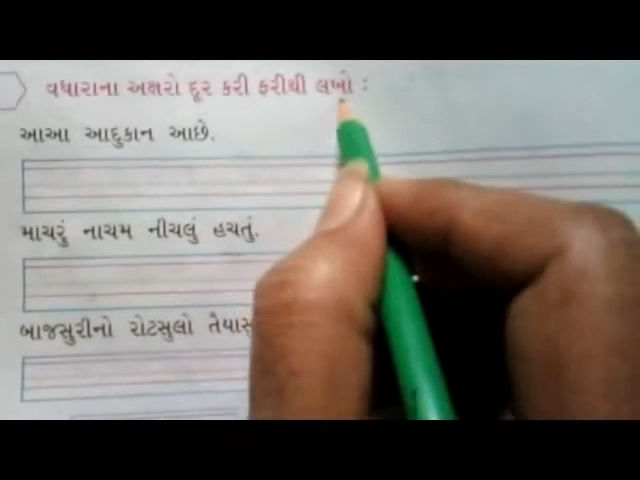 વધારાના અક્ષરો દૂર કરી ફરીથી લખો :
આઆ આદુકાન આછે.
માચરું નાચમ નીચલું હચતું.
બાજસુરીનો રોટસુલો